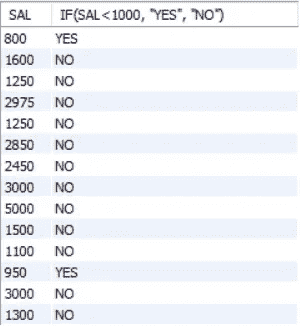 SAL IF(SAL<1000, "YES", "NO")
800 YES
1600 NO
1250 NO
2975 NO
1250 NO
2850 NO
2450 NO
3000 NO
5000 NO
1500 NO
1100 NO
950 YES
3000 NO
1300 NO